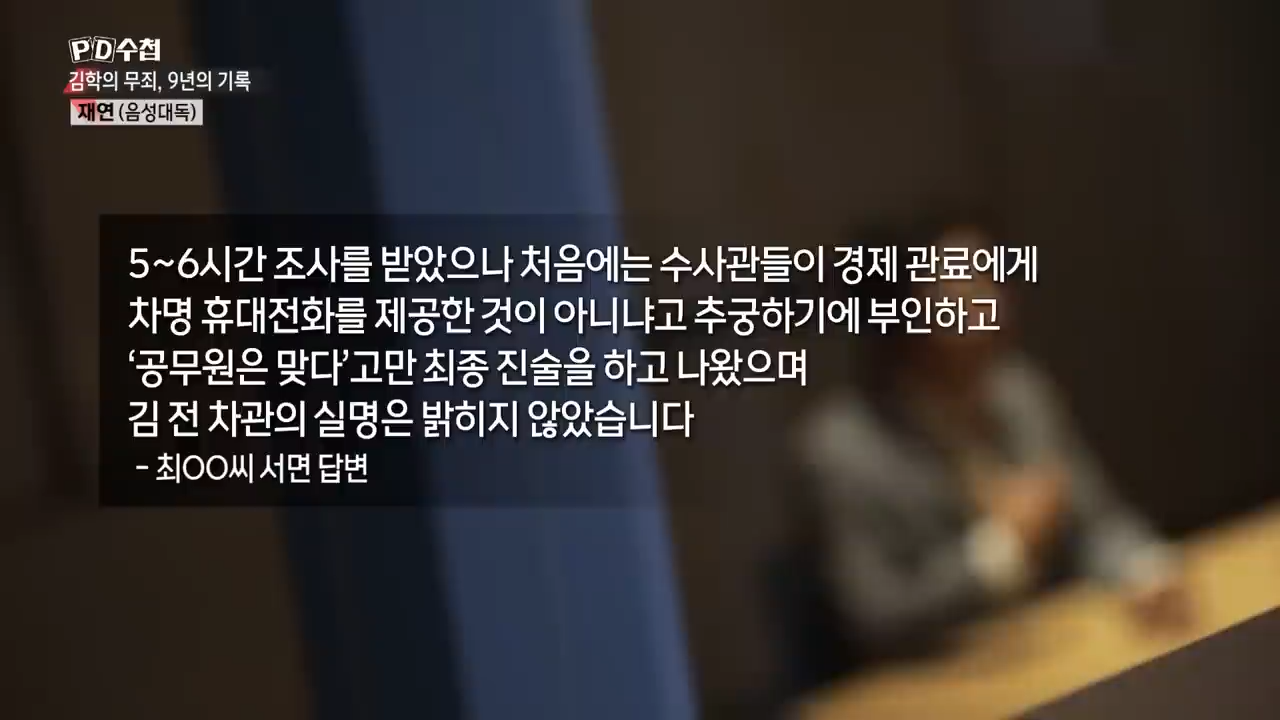 PD수첩
김학의 무죄, 9년의 기록
재연 (음성대독)
5~6시간 조사를 받았으나 처음에는 수사관들이 경제 관료에게
차명 휴대전화를 제공한 것이 아니냐고 추궁하기에 부인하고
‘공무원은 맞다’고만 최종 진술을 하고 나왔으며
김 전 차관의 실명은 밝히지 않았습니다
- 최OO씨 서면 답변